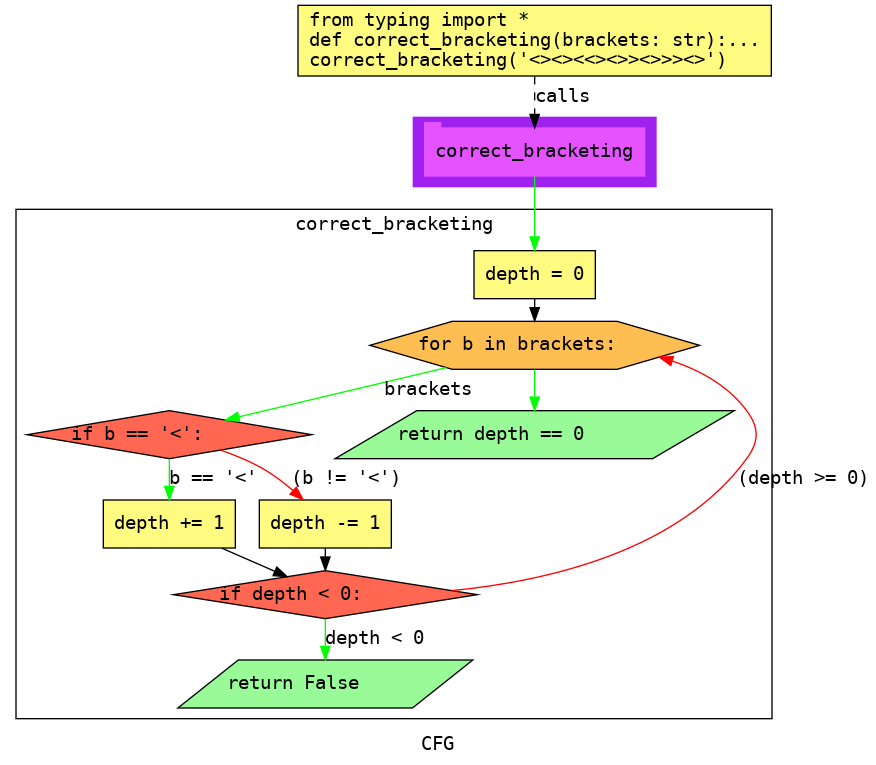 from typing import *
def correct_bracketing(brackets: str):...
correct_bracketing('<><><<><>><>>><>')
calls
correct_bracketing
correct_bracketing
depth = 0
for b in brackets:
brackets
if b == '<':
return depth == 0
b == '<'
(b != '<')
(depth >= 0)
depth += 1
depth -= 1
if depth < 0:
depth < 0
return False
CFG